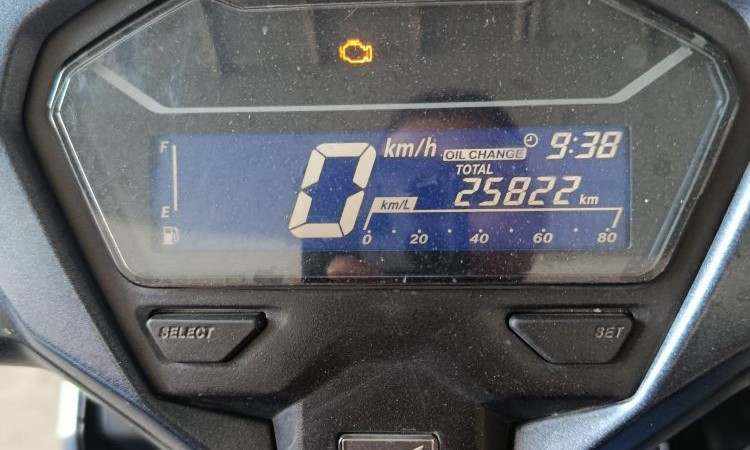 F
0 km/h OIL CHANGE 9:38
TOTAL
25822 km
E
km/L
0 20 40 60 80
SELECT
SET